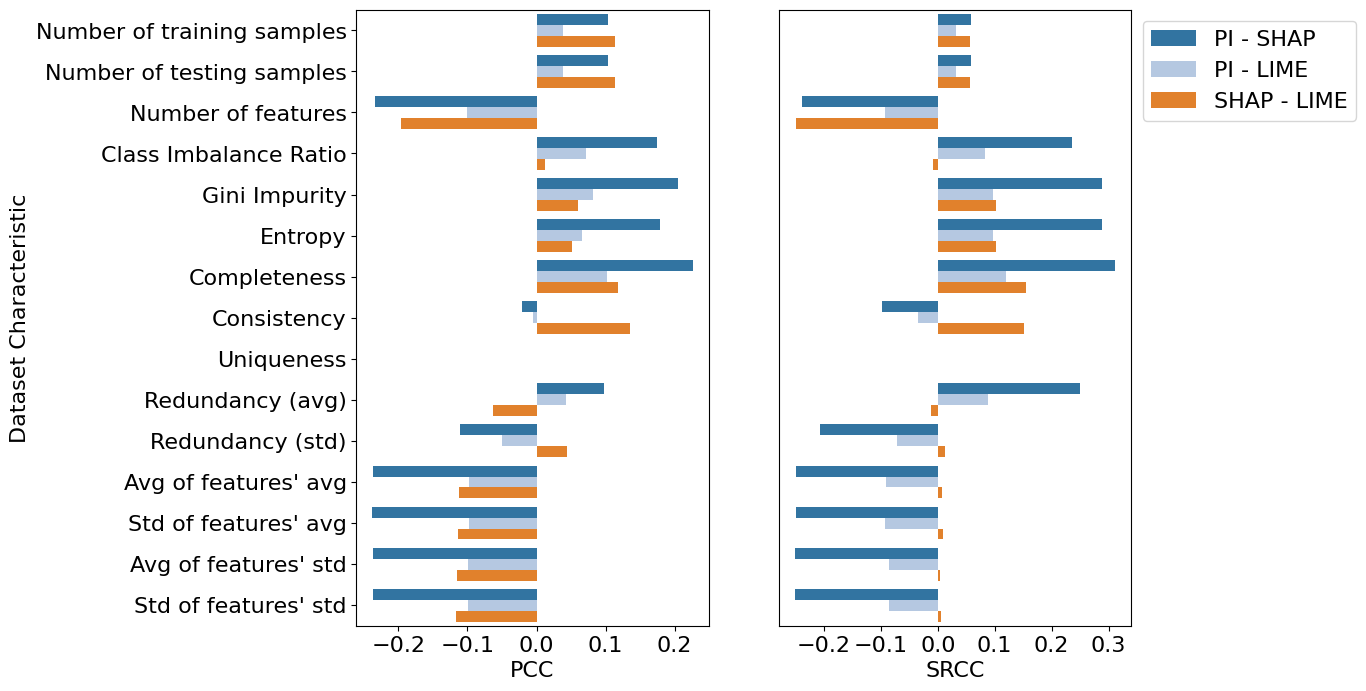 Dataset Characteristic
Number of training samples
Number of testing samples
Number of features
Class Imbalance Ratio
Gini Impurity
Entropy
Completeness
Consistency
Uniqueness
Redundancy (avg)
Redundancy (std)
Avg of features' avg
Std of features' avg
Avg of features' std
Std of features' std
−0.2 −0.1 0.0 0.1 0.2
PCC
−0.2 −0.1 0.0 0.1 0.2 0.3
SRCC
PI - SHAP
PI - LIME
SHAP - LIME